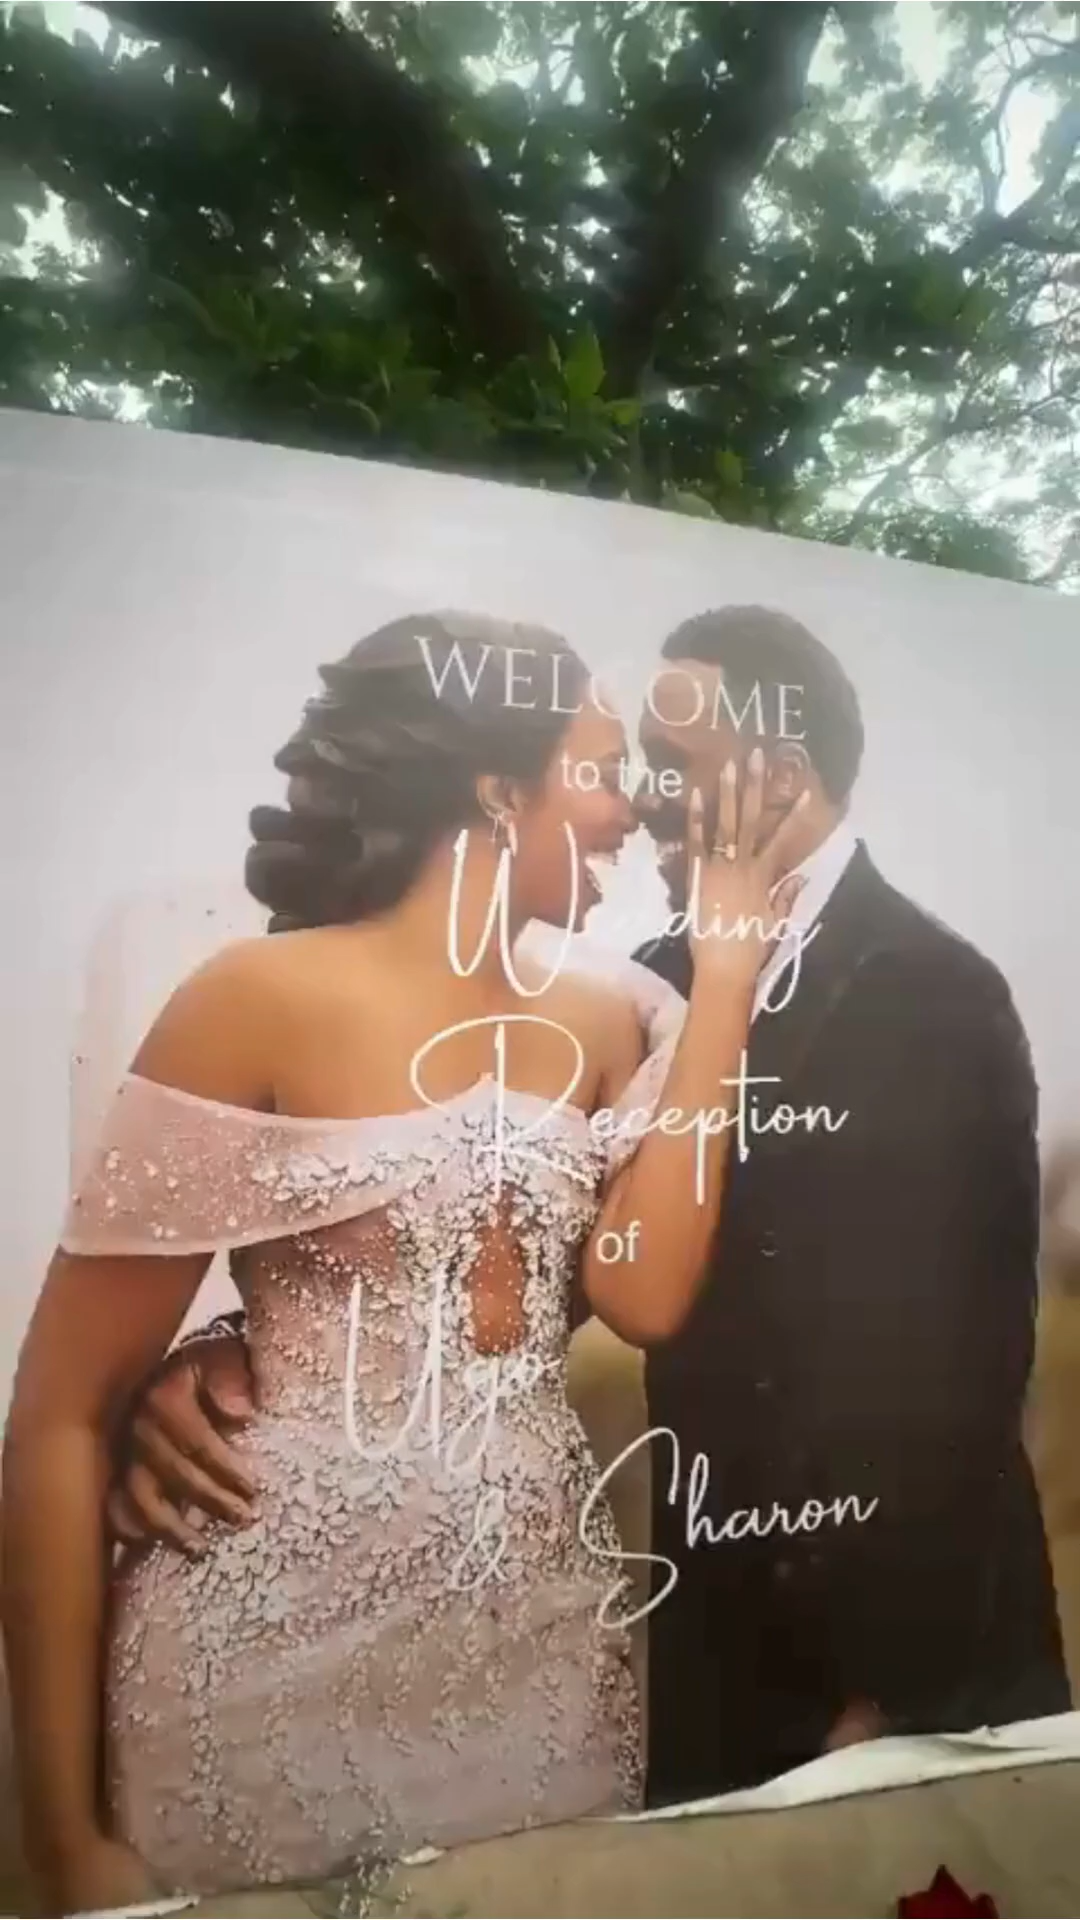 WELCOME
to the
Wedding
Reception
of
Ugo
& Sharon